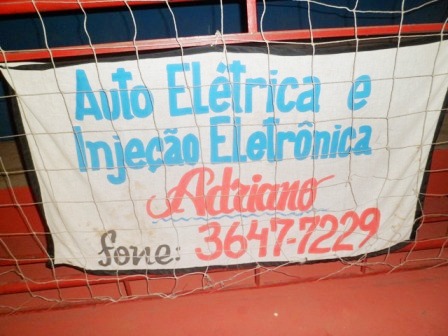 Auto Elétrica e
Injeção Eletrônica
Adriano
fone: 3647-7229